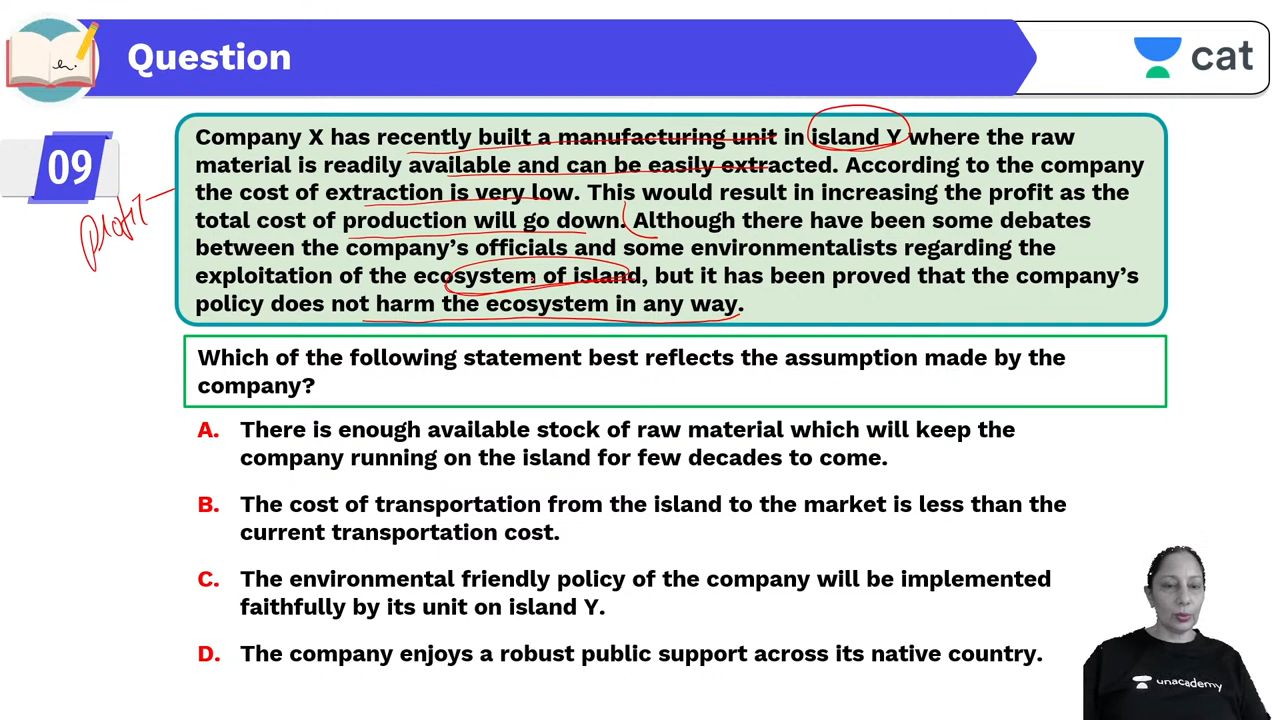 Question
cat
09
Company X has recently built a manufacturing unit in island Y where the raw
material is readily available and can be easily extracted. According to the company
the cost of extraction is very low. This would result in increasing the profit as the
total cost of production will go down. Although there have been some debates
between the company's officials and some environmentalists regarding the
exploitation of the ecosystem of island, but it has been proved that the company's
policy does not harm the ecosystem in any way.
profit
Which of the following statement best reflects the assumption made by the
company?
A. There is enough available stock of raw material which will keep the
company running on the island for few decades to come.
B. The cost of transportation from the island to the market is less than the
current transportation cost.
C. The environmental friendly policy of the company will be implemented
faithfully by its unit on island Y.
D. The company enjoys a robust public support across its native country.
unacademy